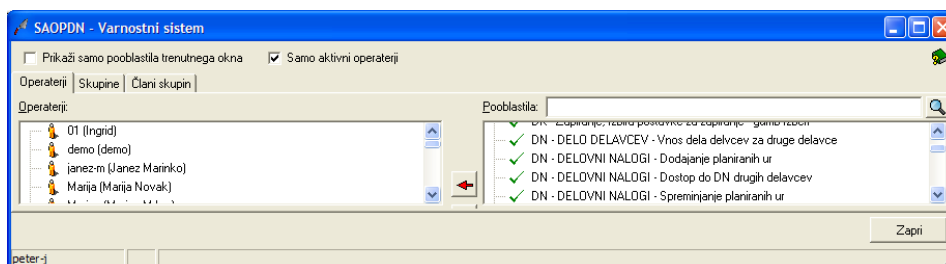 SAOPDN - Varnostni sistem
Prikaži samo pooblastila trenutnega okna Samo aktivni operaterji
Operaterji Skupine Člani skupin
Operaterji: Pooblastila:
01 (Ingrid)
demo (demo)
janez-m (Janez Marinko)
Marija (Marija Novak)
DN - DELO DELAVCEV - Vnos dela delvcev za druge delavce
DN - DELOVNI NALOGI - Dodajanje planiranih ur
DN - DELOVNI NALOGI - Dostop do DN drugih delavcev
DN - DELOVNI NALOGI - Spreminjanje planiranih ur
Zapri
peter-j